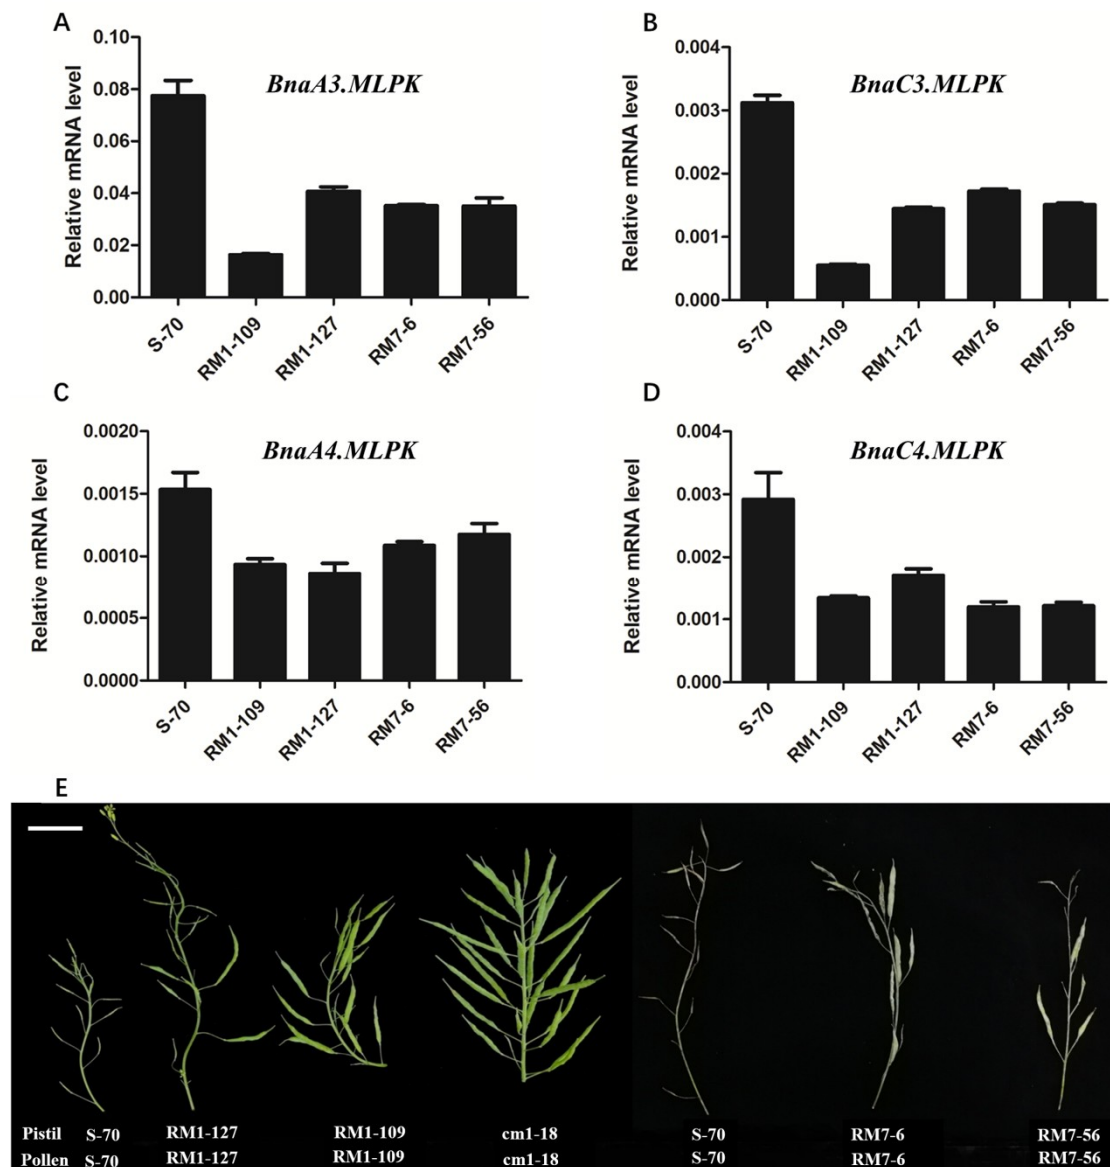 A
BnaA3.MLPK
Relative mRNA level
0.10
0.08
0.06
0.04
0.02
0.00
S-70
RM1-109
RM1-127
RM7-6
RM7-56
B
BnaC3.MLPK
Relative mRNA level
0.004
0.003
0.002
0.001
0.000
S-70
RM1-109
RM1-127
RM7-6
RM7-56
C
BnaA4.MLPK
Relative mRNA level
0.0020
0.0015
0.0010
0.0005
0.0000
S-70
RM1-109
RM1-127
RM7-6
RM7-56
D
BnaC4.MLPK
Relative mRNA level
0.004
0.003
0.002
0.001
0.000
S-70
RM1-109
RM1-127
RM7-6
RM7-56
E
Pistil S-70 RM1-127 RM1-109 cm1-18 S-70 RM7-6 RM7-56
Pollen S-70 RM1-127 RM1-109 cm1-18 S-70 RM7-6 RM7-56